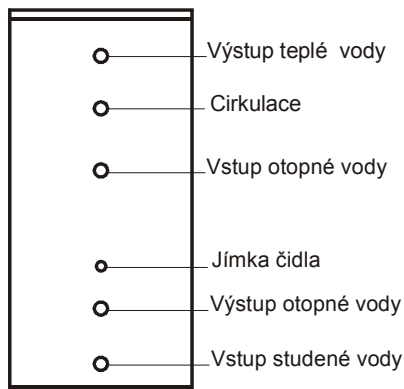 Výstup teplé vody
Cirkulace
Vstup otopné vody
Jímka čidla
Výstup otopné vody
Vstup studené vody